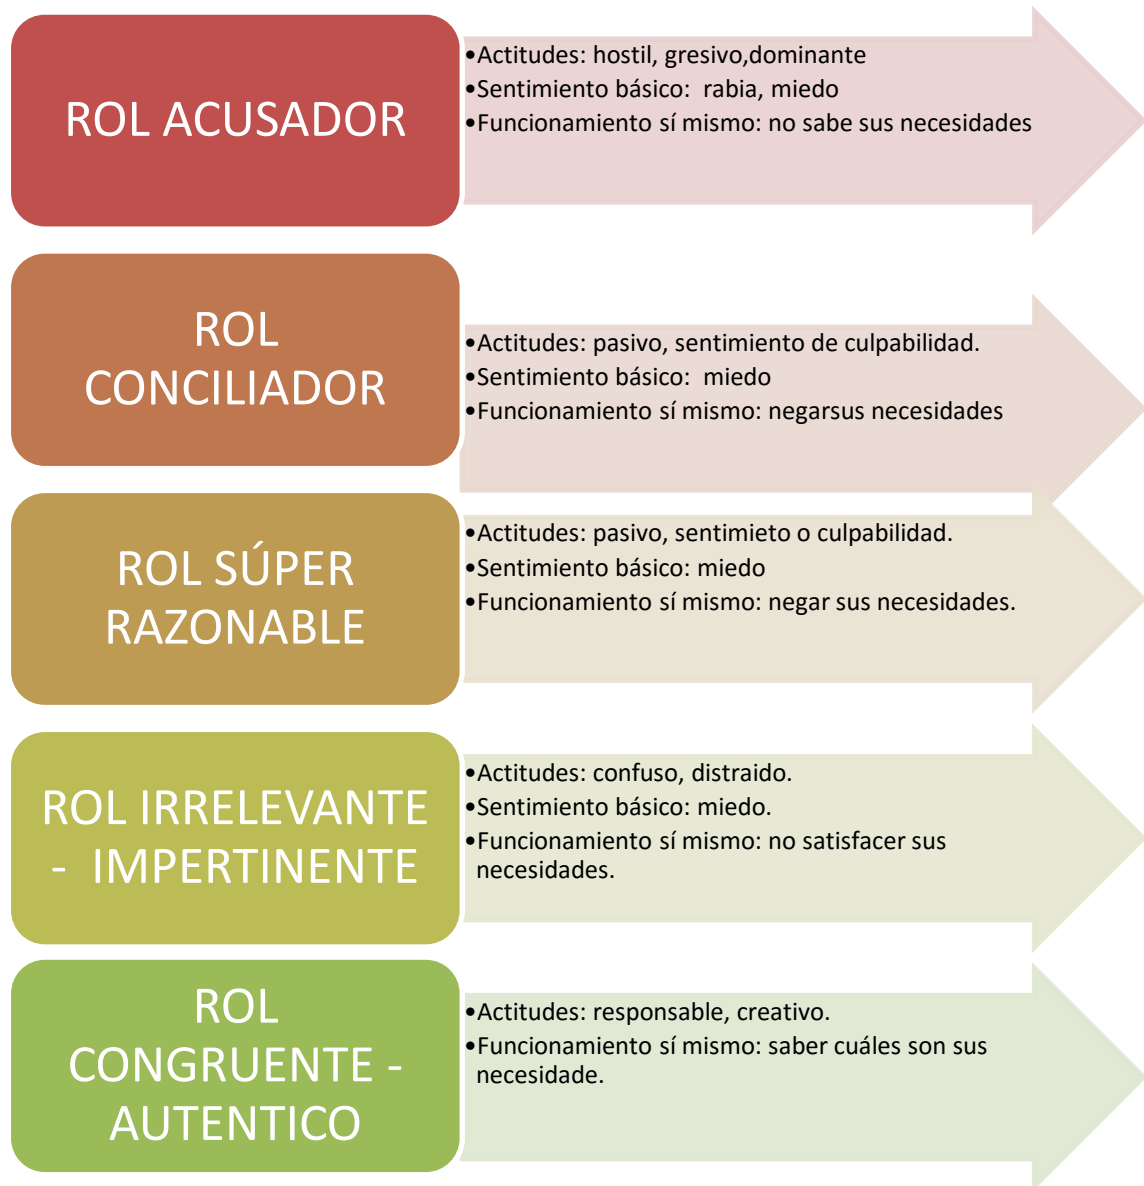 ROL ACUSADOR
•Actitudes: hostil, gresivo,dominante
•Sentimiento básico:  rabia, miedo
•Funcionamiento sí mismo: no sabe sus necesidades
ROL
CONCILIADOR
•Actitudes: pasivo, sentimiento de culpabilidad.
•Sentimiento básico:  miedo
•Funcionamiento sí mismo: negarsus necesidades
ROL SÚPER
RAZONABLE
•Actitudes: pasivo, sentimieto o culpabilidad.
•Sentimiento básico: miedo
•Funcionamiento sí mismo: negar sus necesidades.
ROL IRRELEVANTE
-  IMPERTINENTE
•Actitudes: confuso, distraido.
•Sentimiento básico: miedo.
•Funcionamiento sí mismo: no satisfacer sus
necesidades.
ROL
CONGRUENTE -
AUTENTICO
•Actitudes: responsable, creativo.
•Funcionamiento sí mismo: saber cuáles son sus
necesidade.